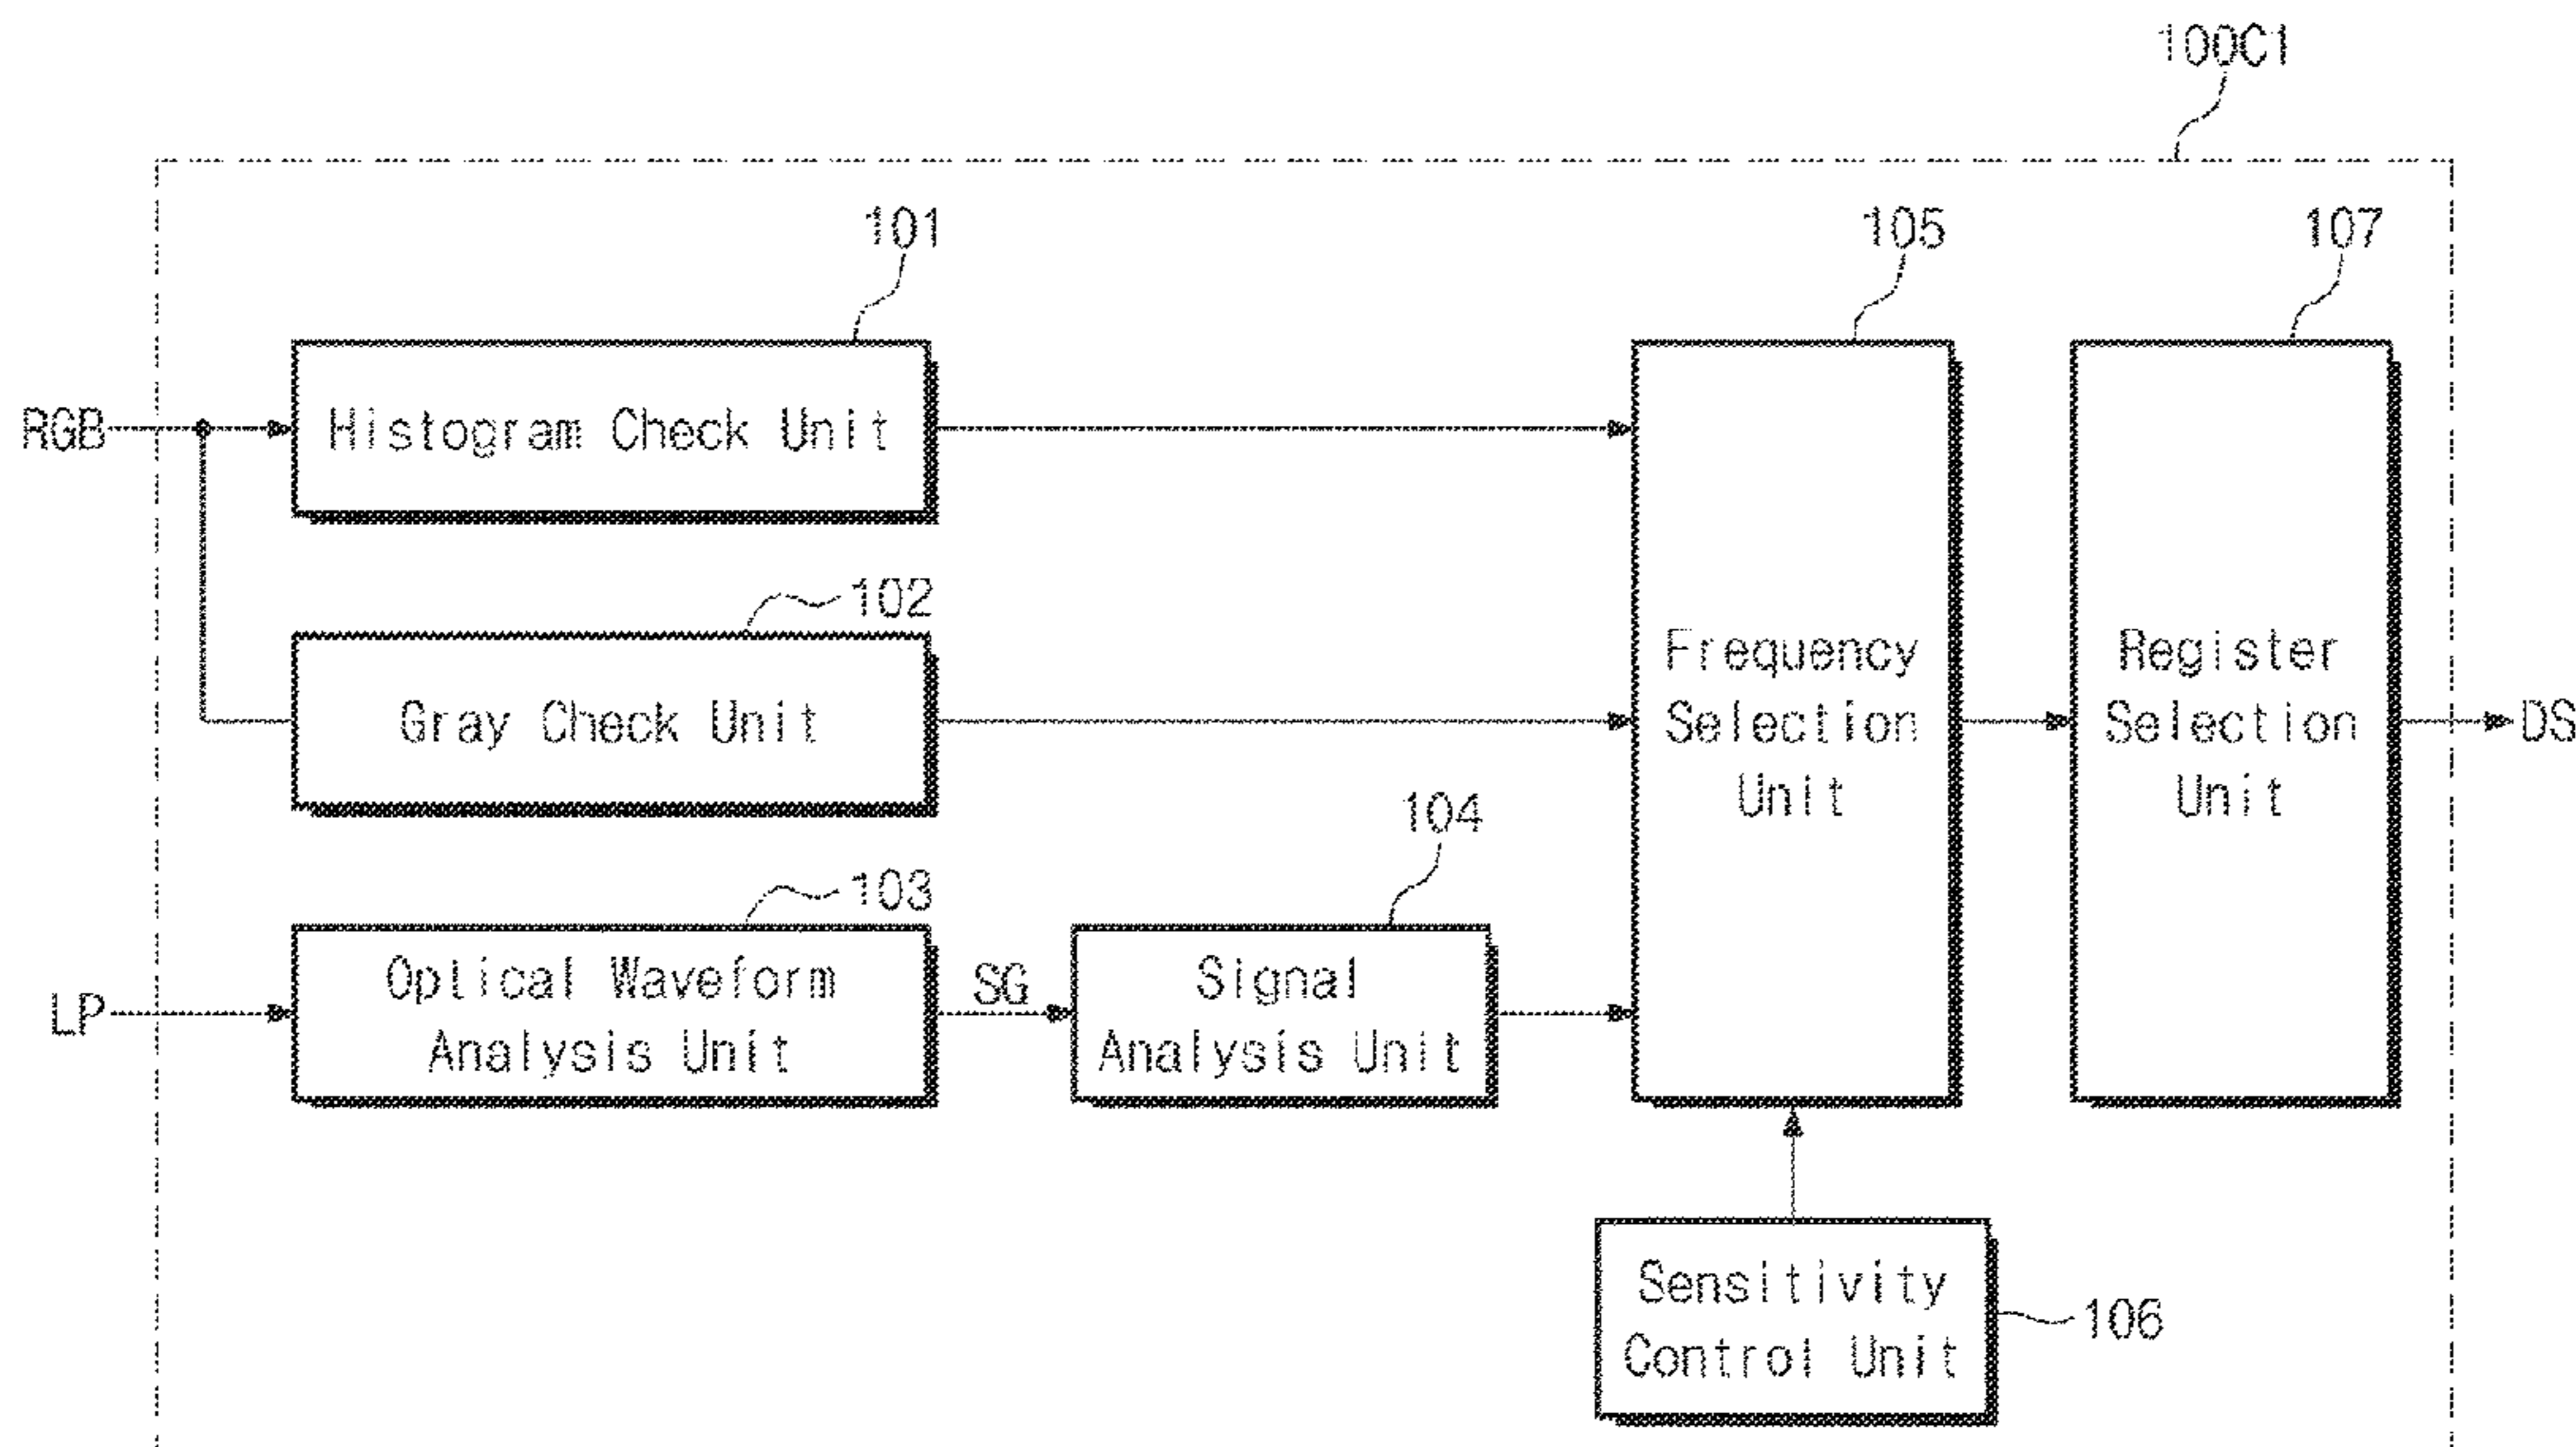 100C1
101
105
107
RGB
Histogram Check Unit
102
Gray Check Unit
Frequency
Selection
Unit
Register
Selection
Unit
DS
104
103
LP
Optical Waveform
Analysis Unit
SG
Signal
Analysis Unit
Sensitivity
Control Unit
106